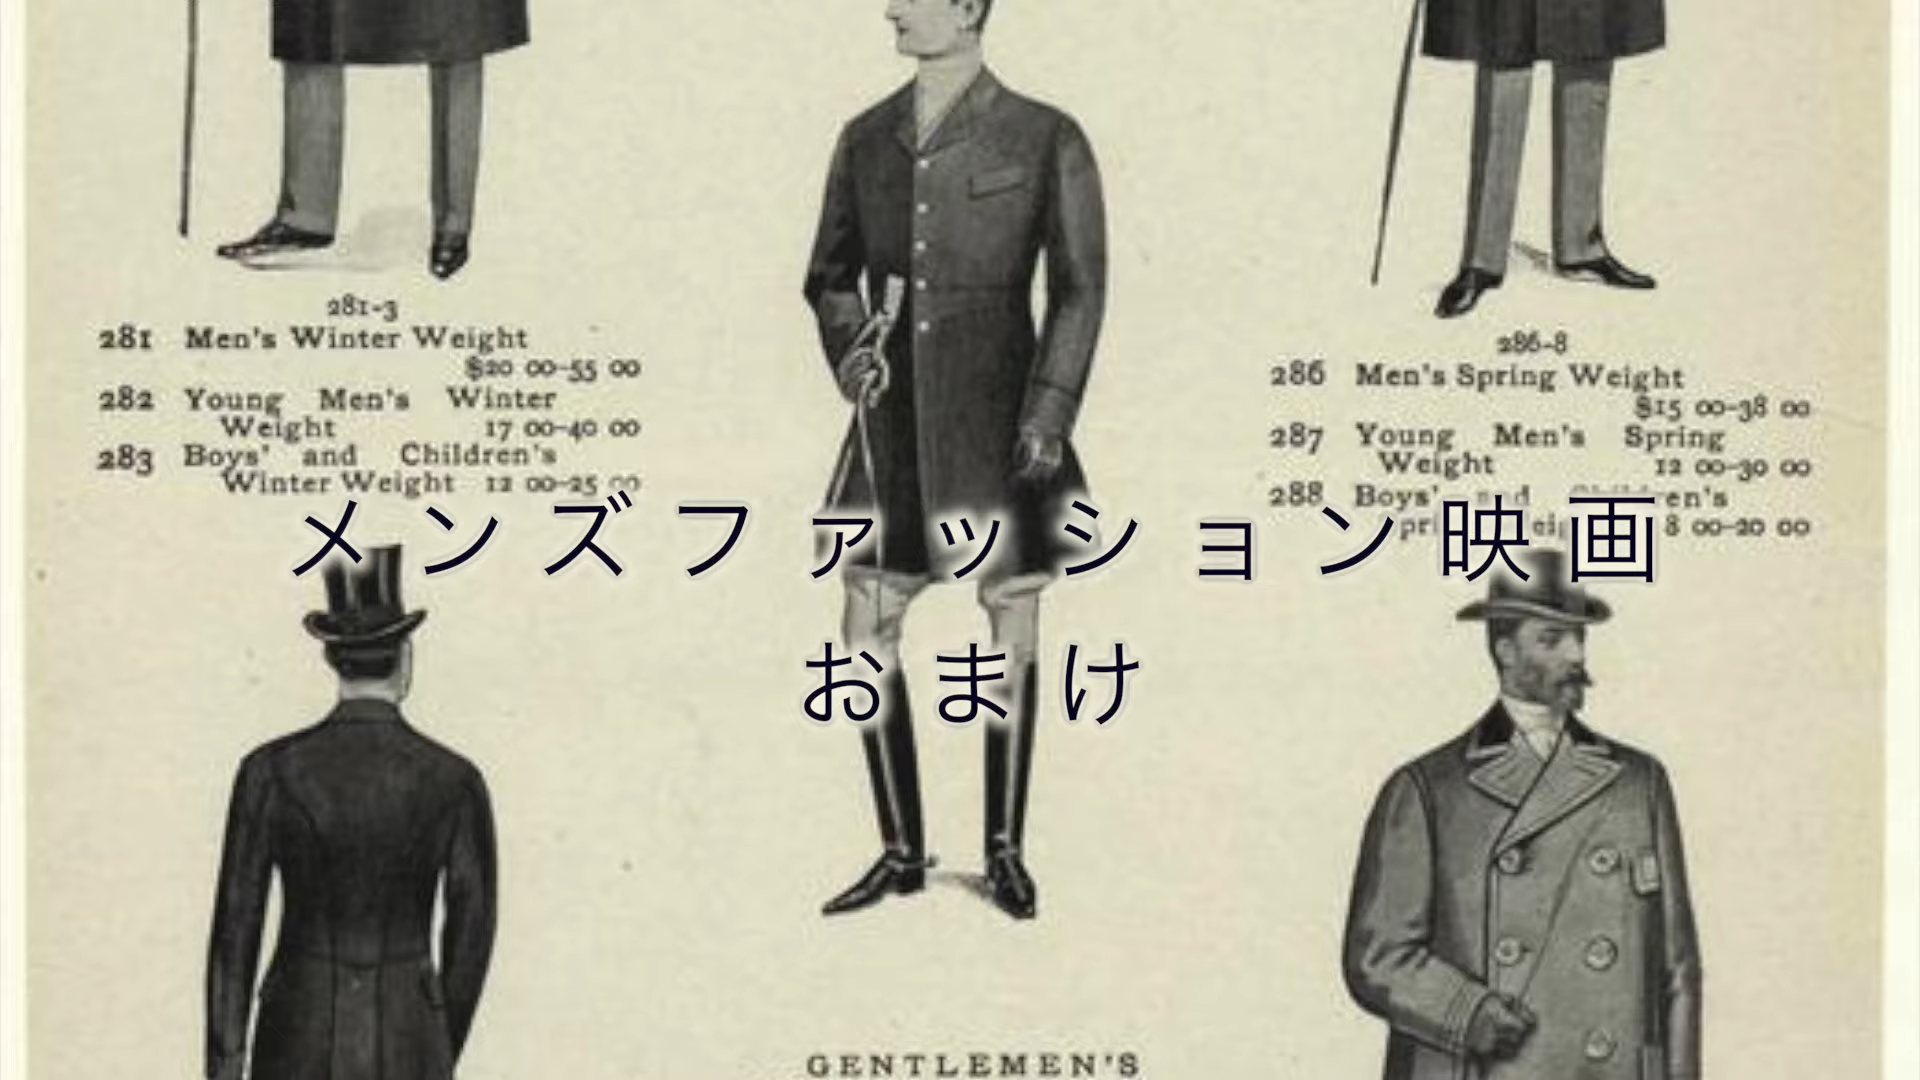 281-3
281 Men's Winter Weight
$20 00-55 00
282 Young Men's Winter
Weight 17 00-40 00
283 Boys' and Children's
Winter Weight 12 00-25 00
286-8
286 Men's Spring Weight
$15 00-38 00
287 Young Men's Spring
Weight 12 00-30 00
288 Boys'
8 00-20 00
メンズファッション映画
おまけ
GENTLEMEN'S